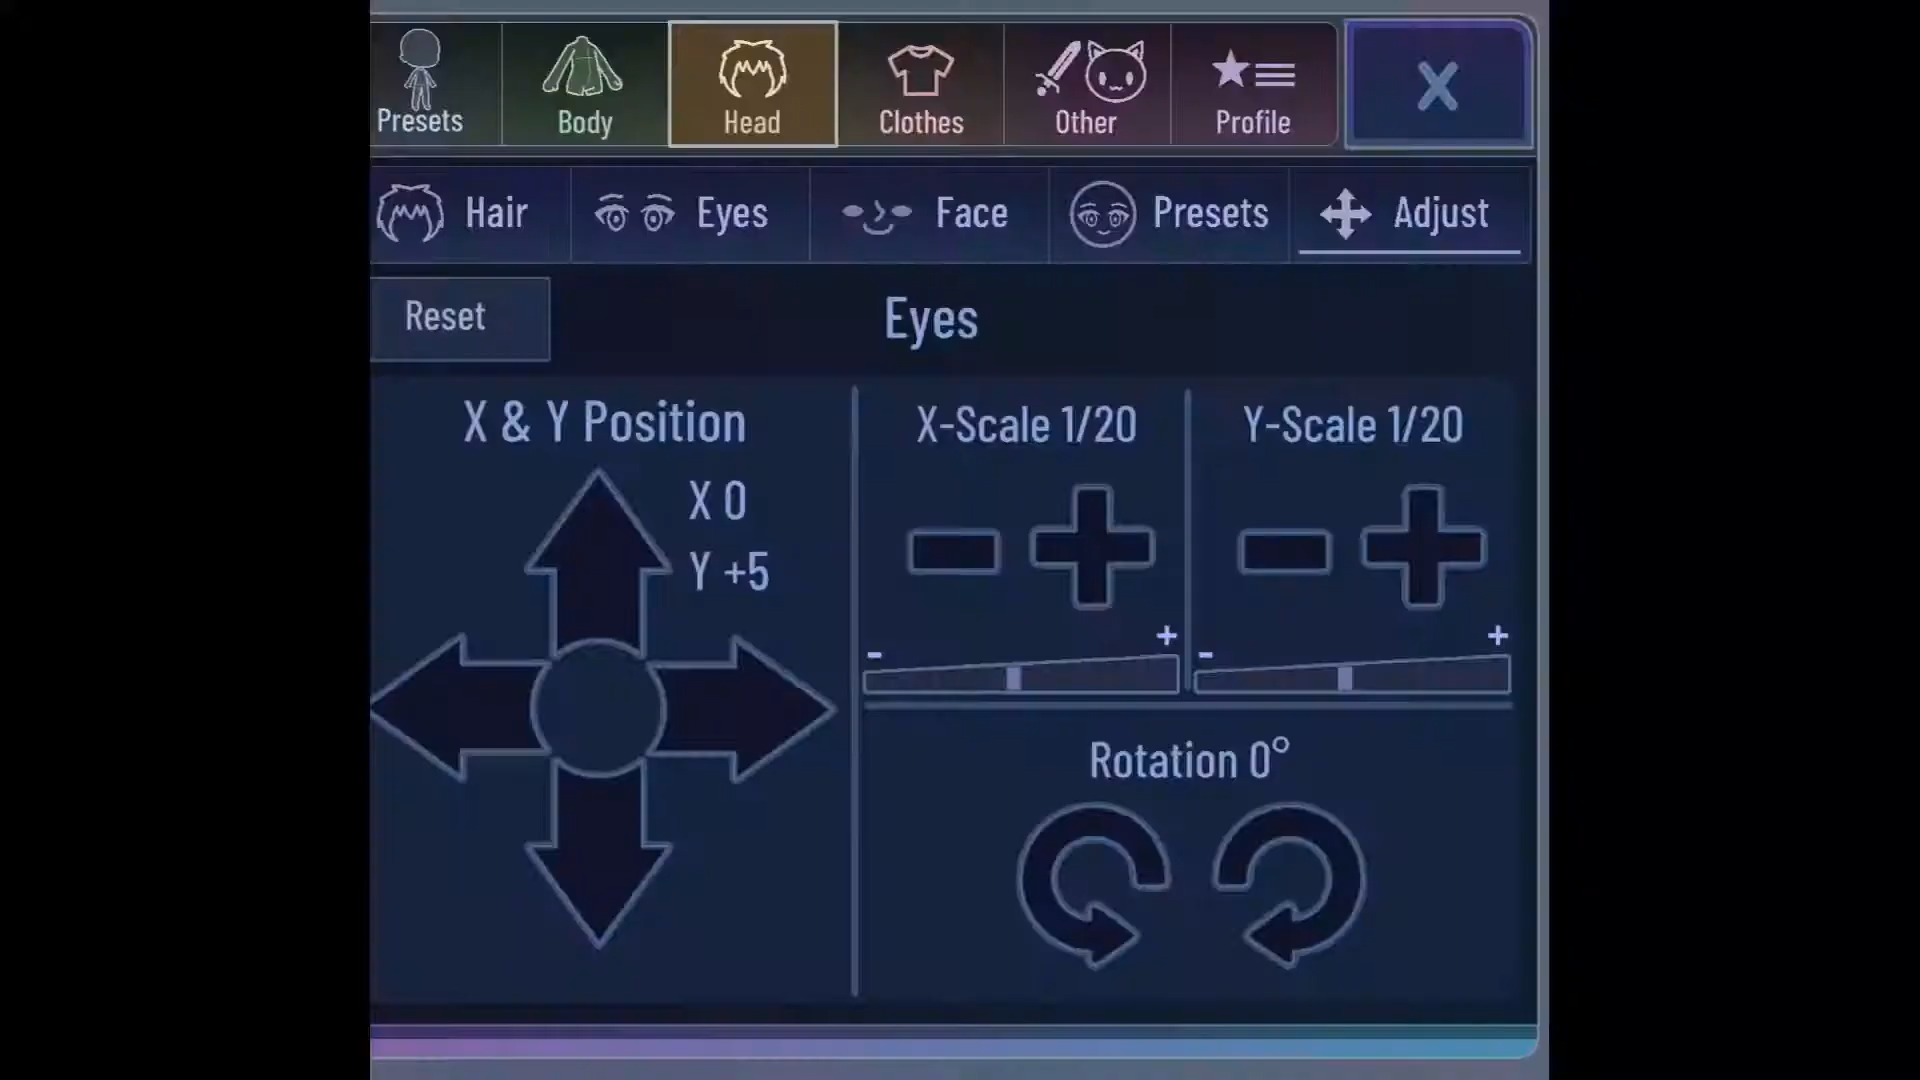 Presets
Body
Head
Clothes
Other
Profile
X
Hair
Eyes
Face
Presets
Adjust
Reset
Eyes
X & Y Position
X 0
Y +5
X-Scale 1/20
- +
Y-Scale 1/20
- +
Rotation 0°